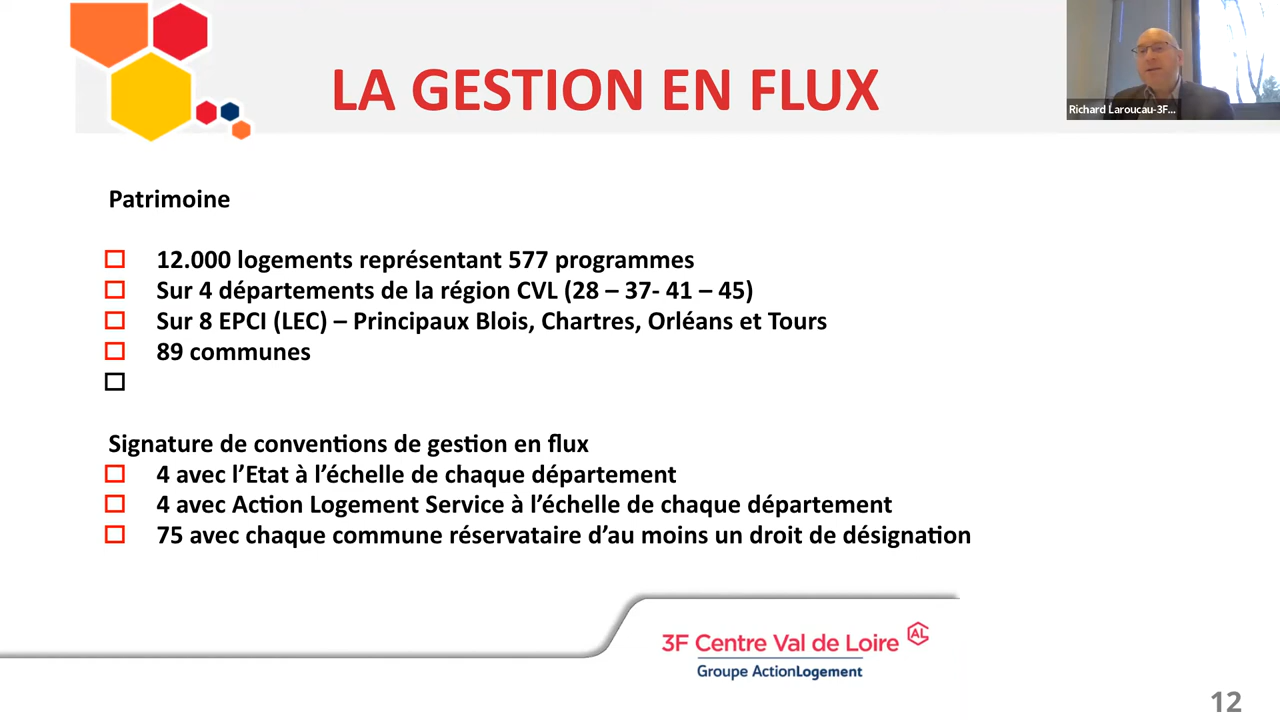 LA GESTION EN FLUX
Richard Laroucau-3F...
Patrimoine
12.000 logements représentant 577 programmes
Sur 4 départements de la région CVL (28 – 37- 41 – 45)
Sur 8 EPCI (LEC) – Principaux Blois, Chartres, Orléans et Tours
89 communes
Signature de conventions de gestion en flux
4 avec l’Etat à l’échelle de chaque département
4 avec Action Logement Service à l’échelle de chaque département
75 avec chaque commune réservataire d’au moins un droit de désignation
3F Centre Val de Loire AL
Groupe ActionLogement
12